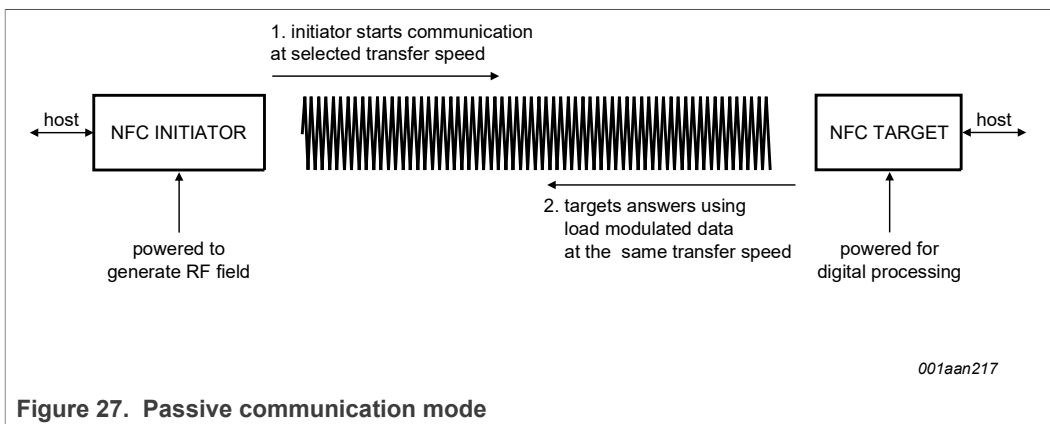 1. initiator starts communication
at selected transfer speed
host
NFC INITIATOR
NFC TARGET
host
2. targets answers using
load modulated data
at the same transfer speed
powered to
generate RF field
powered for
digital processing
001aan217
Figure 27. Passive communication mode